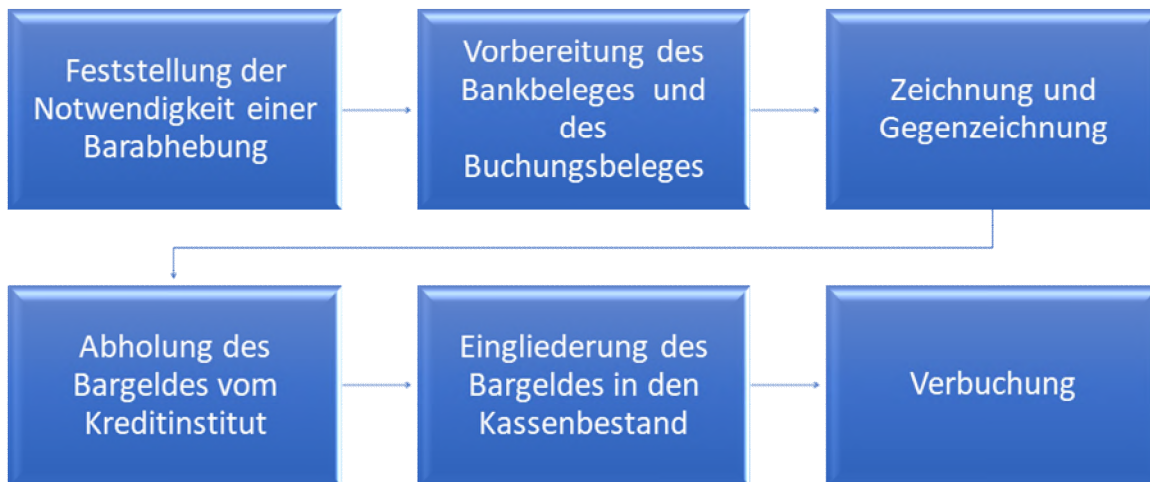 Feststellung der
Notwendigkeit einer
Barabhebung
Vorbereitung des
Bankbeleges und
des
Buchungsbeleges
Zeichnung und
Gegenzeichnung
Abholung des
Bargeldes vom
Kreditinstitut
Eingliederung des
Bargeldes in den
Kassenbestand
Verbuchung